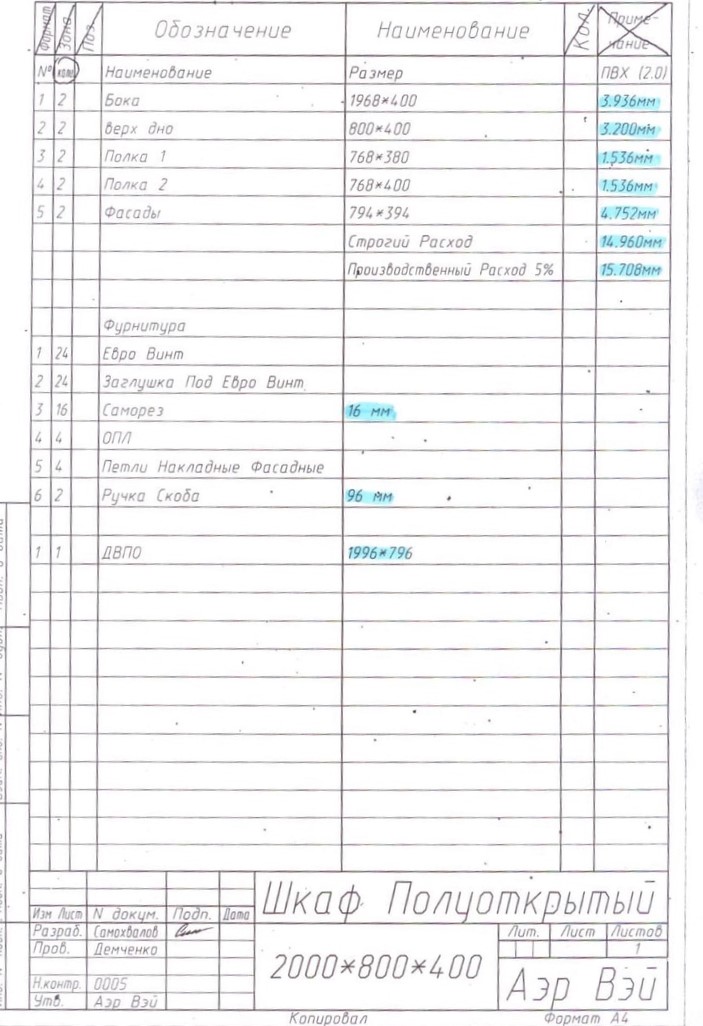 Формат Зона Поз. Обозначение Наименование Кол. Приме-
чание
№ коли Наименование Размер ПВХ (2.0)
1 2 Бока 1968*400 3.936мм
2 2 верх дно 800*400 3.200мм
3 2 Полка 1 768*380 1.536мм
4 2 Полка 2 768*400 1.536мм
5 2 Фасады 794*394 4.752мм
Строгий Расход 14.960мм
Производственный Расход 5% 15.708мм
Фурнитура
1 24 Евро Винт
2 24 Заглушка Под Евро Винт
3 16 Саморез 16 мм
4 4 ОПЛ
5 4 Петли Накладные Фасадные
6 2 Ручка Скоба 96 мм
1 1 ДВПО 1996*796
Шкаф Полуоткрытый
Изм Лист N докум. Подп. Дата
Разраб. Самохвалов
Пров. Демченко
Н.контр. 0005
Утв. Аэр Вэй
2000*800*400
Лит. Лист Листов
1
Аэр Вэй
Копировал Формат А4